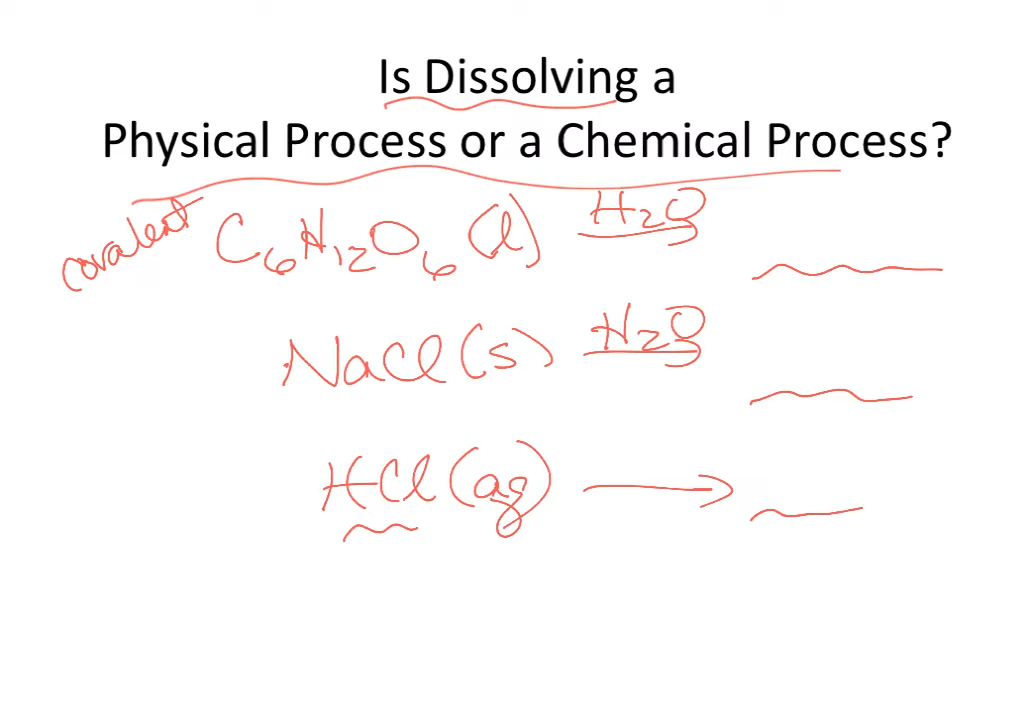 Is Dissolving a
Physical Process or a Chemical Process?
covalent C6H12O6 (l) H2O
NaCl (s) H2O
HCl (aq) →